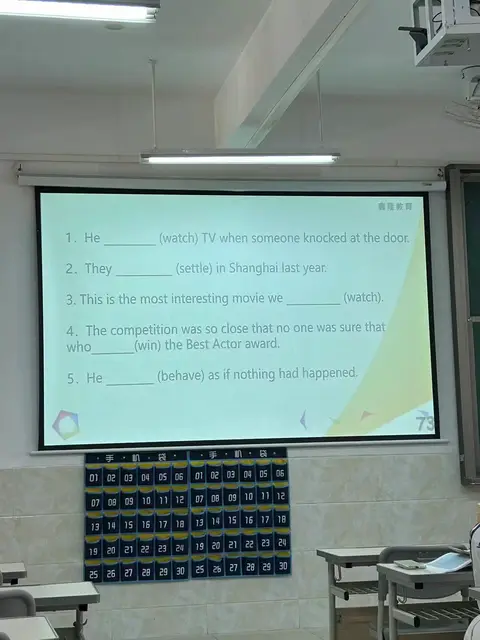 1. He ________ (watch) TV when someone knocked at the door.
2. They _________ (settle) in Shanghai last year.
3. This is the most interesting movie we _________ (watch).
4. The competition was so close that no one was sure that
who_______(win) the Best Actor award.
5. He _______ (behave) as if nothing had happened.
73
· 手 · 机 · 袋 · · 手 · 机 · 袋 ·
01 02 03 04 05 06 01 02 03 04 05 06
07 08 09 10 11 12 07 08 09 10 11 12
13 14 15 16 17 18 13 14 15 16 17 18
19 20 21 22 23 24 19 20 21 22 23 24
25 26 27 28 29 30 25 26 27 28 29 30